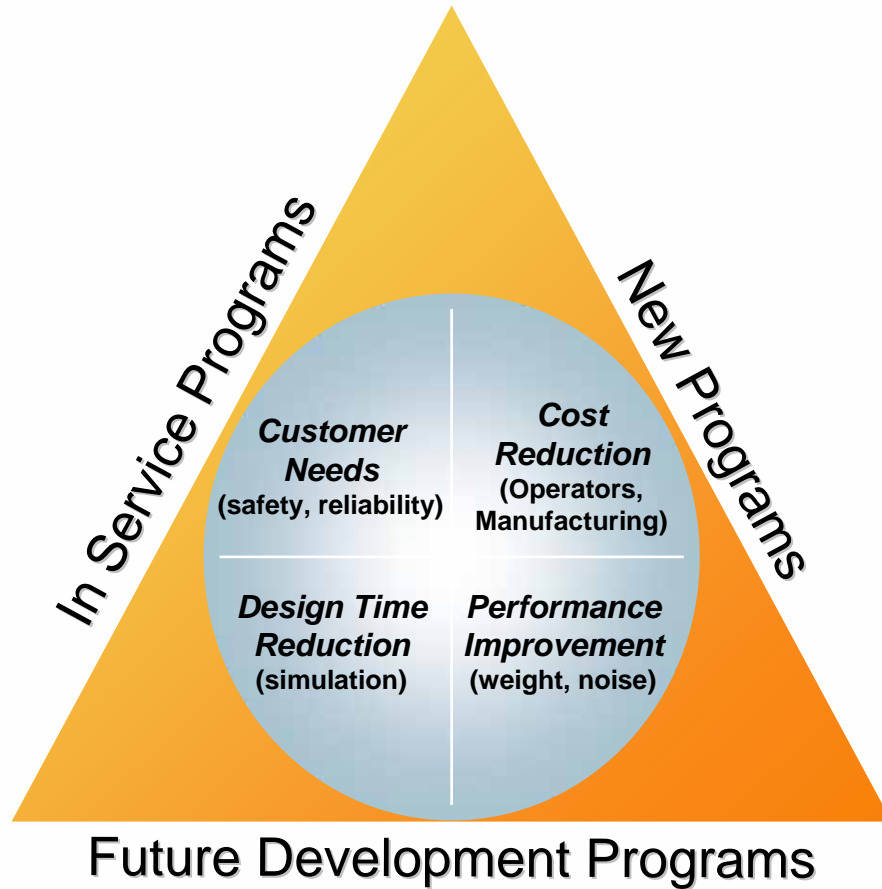 In Service Programs
New Programs
Customer
Needs
(safety, reliability)
Cost
Reduction
(Operators,
Manufacturing)
Design Time
Reduction
(simulation)
Performance
Improvement
(weight, noise)
Future Development Programs